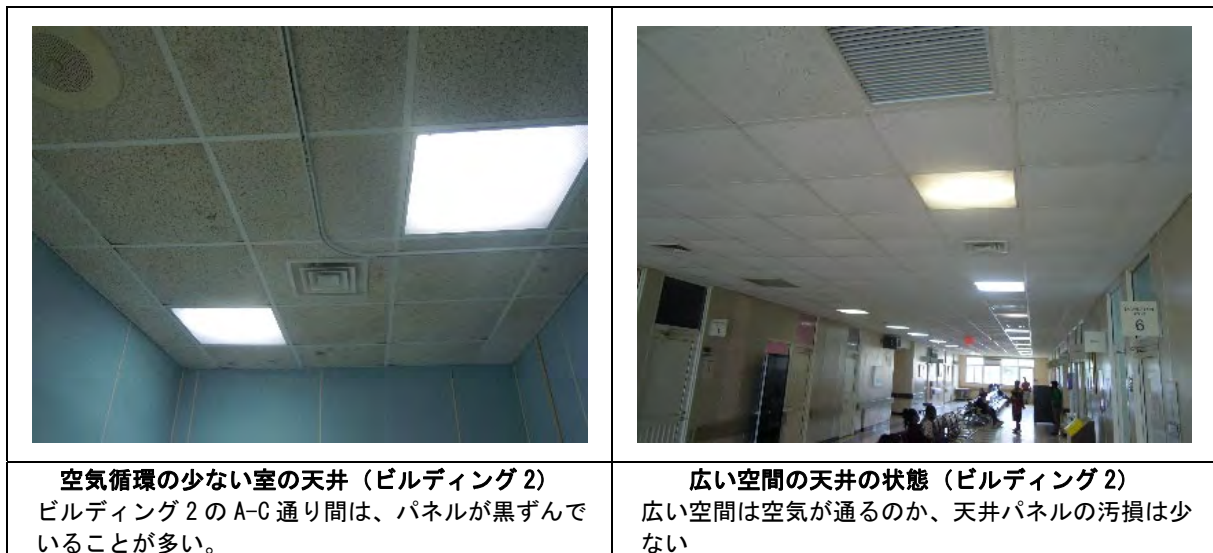 6
空気循環の少ない室の天井（ビルディング 2）
ビルディング 2 の A-C 通り間は、パネルが黒ずんで
いることが多い。
広い空間の天井の状態（ビルディング 2）
広い空間は空気が通るのか、天井パネルの汚損は少
ない